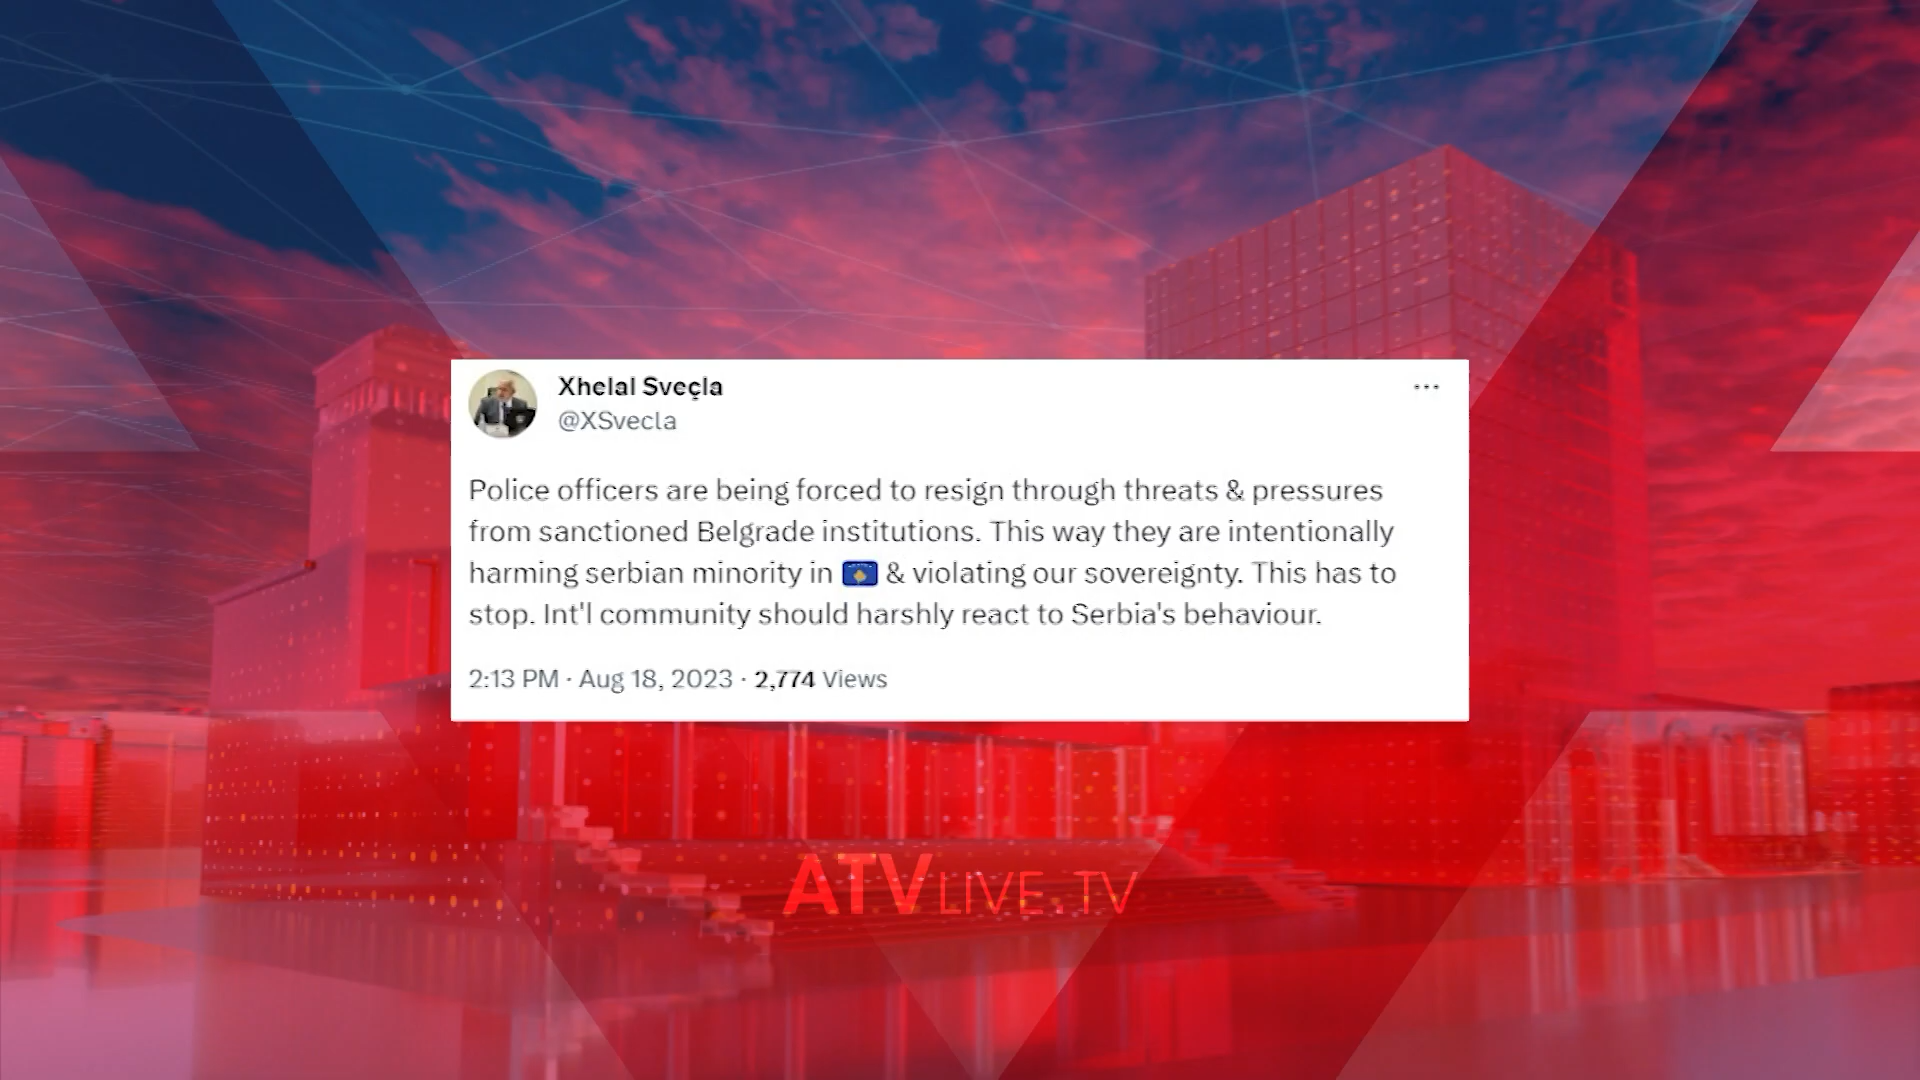 Xhelal Sveçla
@XSvecla
Police officers are being forced to resign through threats & pressures
from sanctioned Belgrade institutions. This way they are intentionally
harming serbian minority in 🇽🇰 & violating our sovereignty. This has to
stop. Int'l community should harshly react to Serbia's behaviour.
2:13 PM · Aug 18, 2023 · 2,774 Views
ATV LIVE.TV